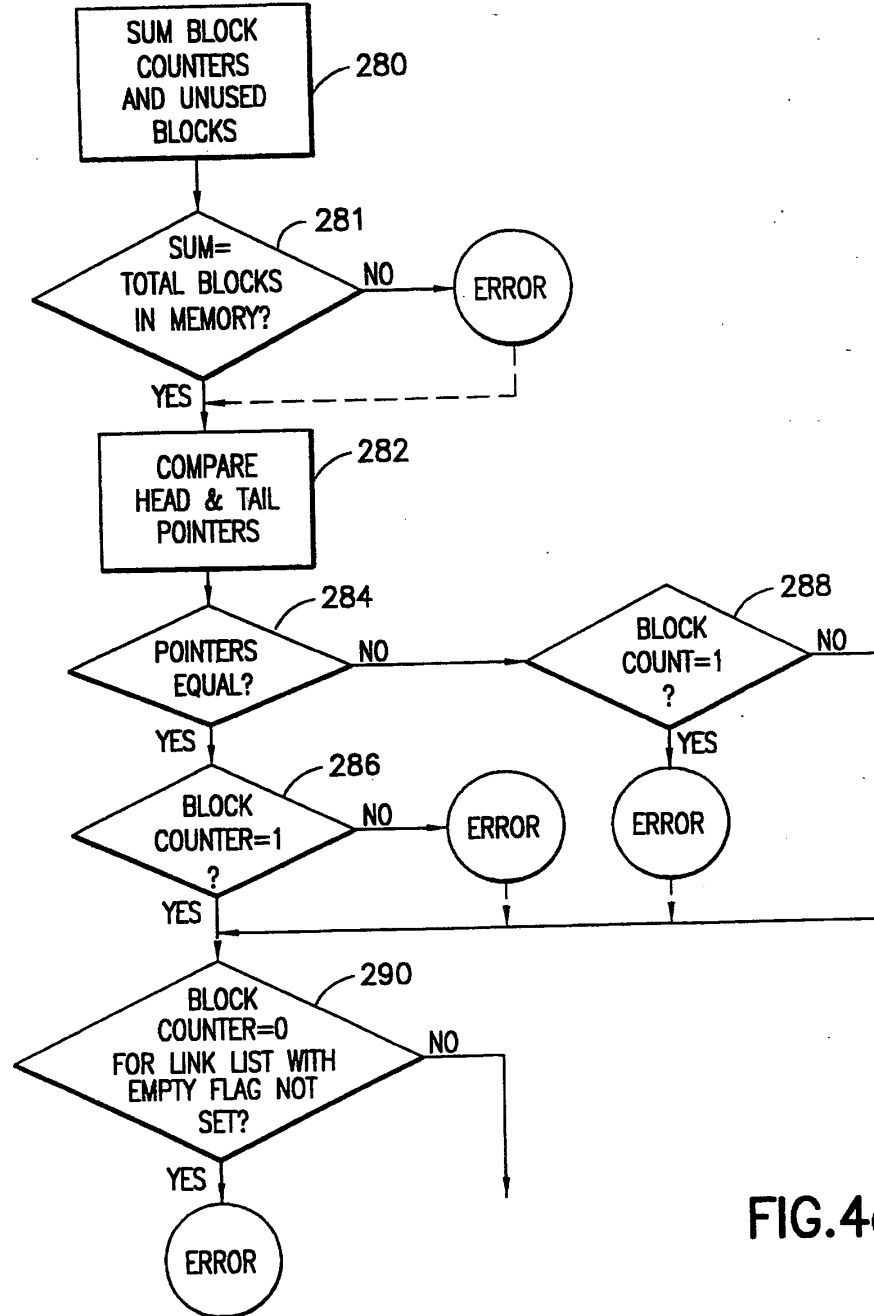 SUM BLOCK
COUNTERS
AND UNUSED
BLOCKS
280
281
SUM=
TOTAL BLOCKS
IN MEMORY?
NO
ERROR
YES
COMPARE
HEAD & TAIL
POINTERS
282
284
POINTERS
EQUAL?
NO
288
BLOCK
COUNT=1
?
NO
YES
YES
286
BLOCK
COUNTER=1
?
NO
ERROR
ERROR
YES
290
BLOCK
COUNTER=0
FOR LINK LIST WITH
EMPTY FLAG NOT
SET?
NO
YES
ERROR
FIG.4